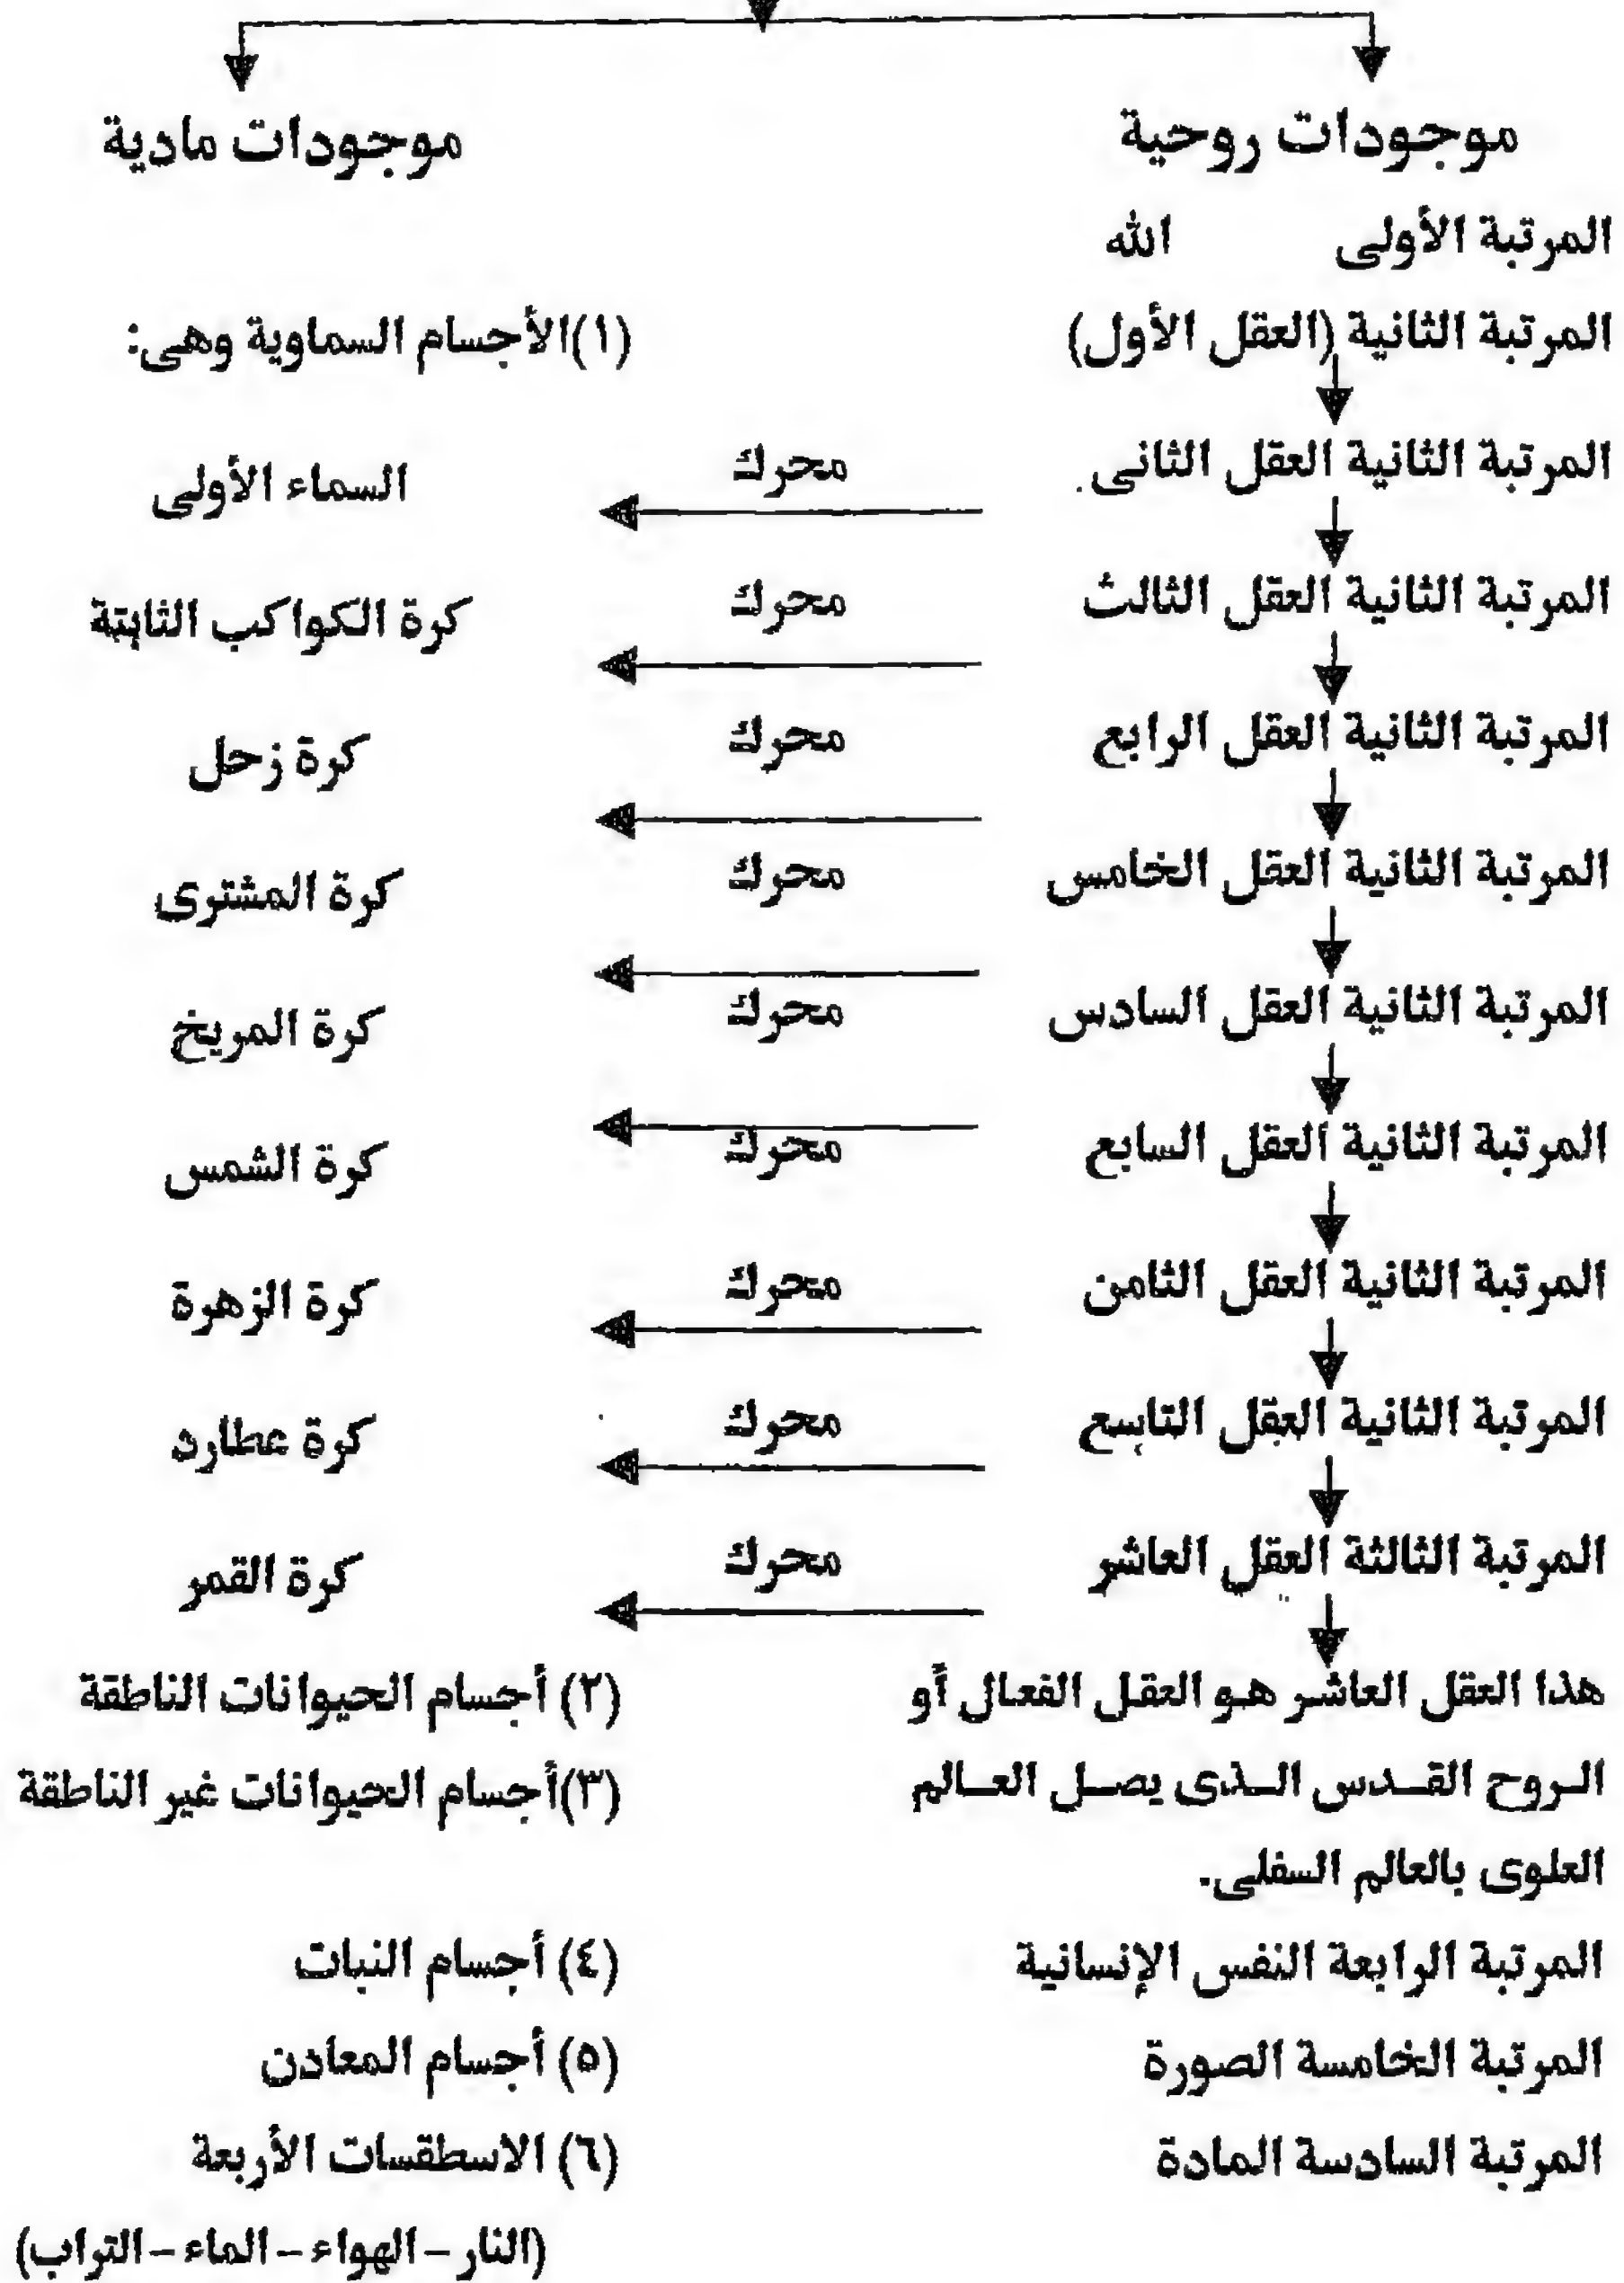 موجودات روحية موجودات مادية
المرتبة الأولى الله
المرتبة الثانية (العقل الأول) (١)الأجسام السماوية وهى:
المرتبة الثانية العقل الثانى محرك السماء الأولى
المرتبة الثانية العقل الثالث محرك كرة الكواكب الثابتة
المرتبة الثانية العقل الرابع محرك كرة زحل
المرتبة الثانية العقل الخامس محرك كرة المشترى
المرتبة الثانية العقل السادس محرك كرة المريخ
المرتبة الثانية العقل السابع محرك كرة الشمس
المرتبة الثانية العقل الثامن محرك كرة الزهرة
المرتبة الثانية العقل التاسع محرك كرة عطارد
المرتبة الثالثة العقل العاشر محرك كرة القمر
هذا العقل العاشر هو العقل الفعال أو (٢) أجسام الحيوانات الناطقة
الروح القدس الذى يصل العالم (٣)أجسام الحيوانات غير الناطقة
العلوى بالعالم السفلى.
المرتبة الرابعة النفس الإنسانية (٤) أجسام النبات
المرتبة الخامسة الصورة (٥) أجسام المعادن
المرتبة السادسة المادة (٦) الاسطقسات الأربعة
(النار – الهواء – الماء – التراب)